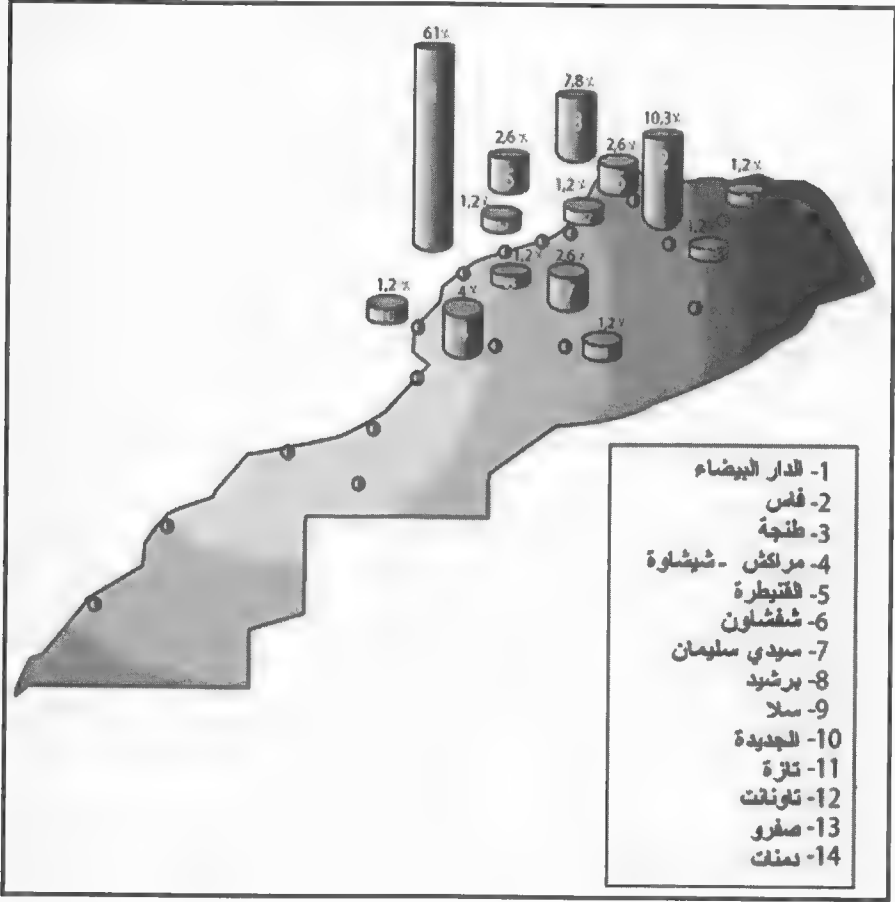 61%
7,8%
10,3%
2,6%
2,6%
1,2%
1,2%
1,2%
1,2%
1,2%
2,6%
1,2%
4%
1,2%
1- الدار البيضاء
2- فاس
3- طنجة
4- مراكش - شيشاوة
5- القنيطرة
6- شفشاون
7- سيدي سليمان
8- برشيد
9- سلا
10- الجديدة
11- تازة
12- تاونات
13- صفرو
14- دمنات